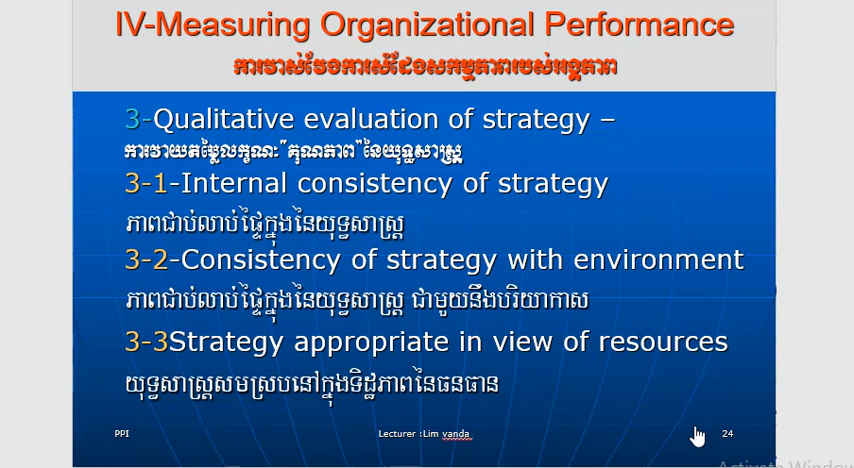 IV-Measuring Organizational Performance
ការវាស់វែងការសំដែងសកម្មភាពរបស់អង្គភាព
3-Qualitative evaluation of strategy –
ការវាយតម្លៃលក្ខណៈ"គុណភាព"នៃយុទ្ធសាស្ត្រ
3-1-Internal consistency of strategy
ភាពជាប់លាប់ផ្ទៃក្នុងនៃយុទ្ធសាស្ត្រ
3-2-Consistency of strategy with environment
ភាពជាប់លាប់ផ្ទៃក្នុងនៃយុទ្ធសាស្ត្រ ជាមួយនឹងបរិយាកាស
3-3Strategy appropriate in view of resources
យុទ្ធសាស្ត្រសមស្របនៅក្នុងទិដ្ឋភាពនៃធនធាន
PPI Lecturer :Lim vanda 24